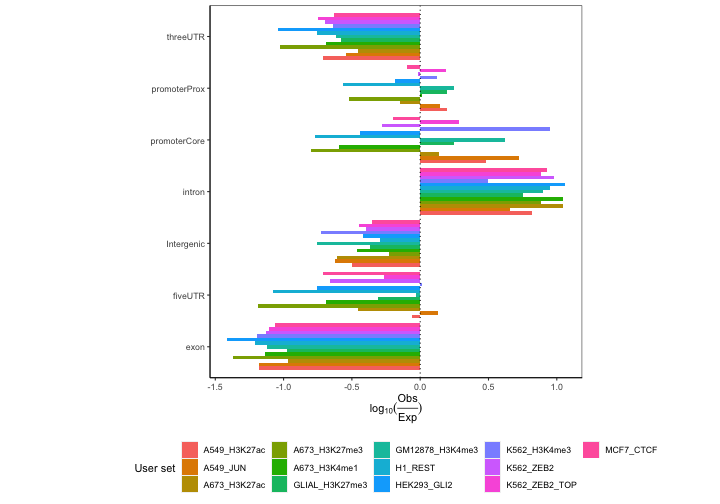 threeUTR
promoterProx
promoterCore
intron
Intergenic
fiveUTR
exon
-1.5 -1.0 -0.5 0.0 0.5 1.0
log10(Obs/Exp)
User set
A549_H3K27ac A673_H3K27me3 GM12878_H3K4me3 K562_H3K4me3 MCF7_CTCF
A549_JUN A673_H3K4me1 H1_REST K562_ZEB2
A673_H3K27ac GLIAL_H3K27me3 HEK293_GLI2 K562_ZEB2_TOP